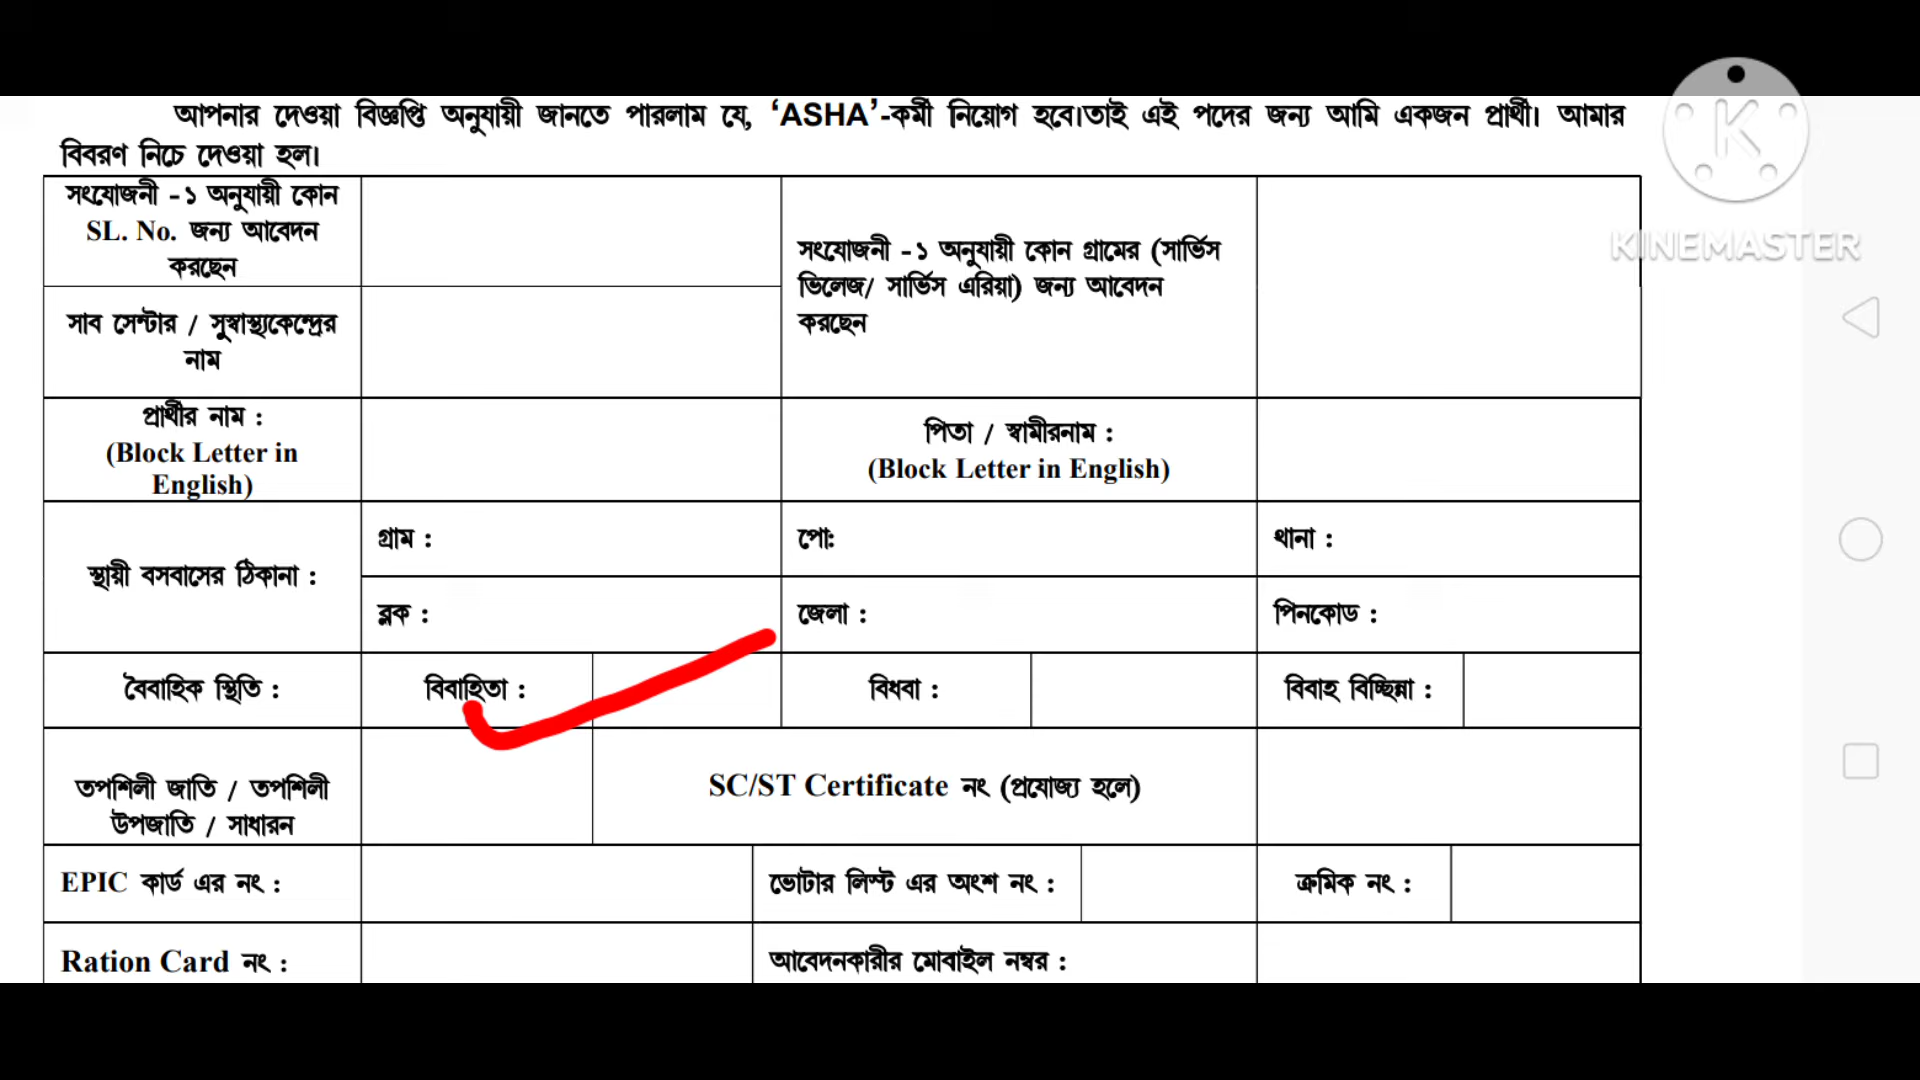 আপনার দেওয়া বিজ্ঞপ্তি অনুযায়ী জানতে পারলাম যে, ‘ASHA’-কর্মী নিয়োগ হবে।তাই এই পদের জন্য আমি একজন প্রার্থী। আমার
বিবরণ নিচে দেওয়া হল।
K
KINEMASTER
সংযোজনী -১ অনুযায়ী কোন
SL. No. জন্য আবেদন
করছেন
সংযোজনী -১ অনুযায়ী কোন গ্রামের (সার্ভিস
ভিলেজ/ সার্ভিস এরিয়া) জন্য আবেদন
করছেন
সাব সেন্টার / সুস্বাস্থ্যকেন্দ্রের
নাম
প্রার্থীর নাম :
(Block Letter in
English)
পিতা / স্বামীরনাম :
(Block Letter in English)
স্থায়ী বসবাসের ঠিকানা :
গ্রাম :
পো:
থানা :
ব্লক :
জেলা :
পিনকোড :
বৈবাহিক স্থিতি :
বিবাহিতা :
বিধবা :
বিবাহ বিচ্ছিন্না :
তপশিলী জাতি / তপশিলী
উপজাতি / সাধারন
SC/ST Certificate নং (প্রযোজ্য হলে)
EPIC কার্ড এর নং :
ভোটার লিস্ট এর অংশ নং :
ক্রমিক নং :
Ration Card নং :
আবেদনকারীর মোবাইল নম্বর :